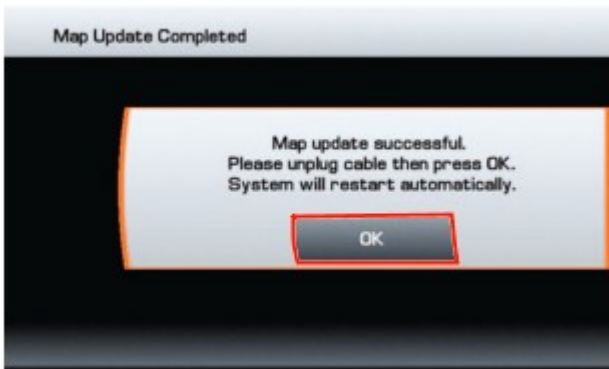 Map Update Completed
Map update successful.
Please unplug cable then press OK.
System will restart automatically.
OK